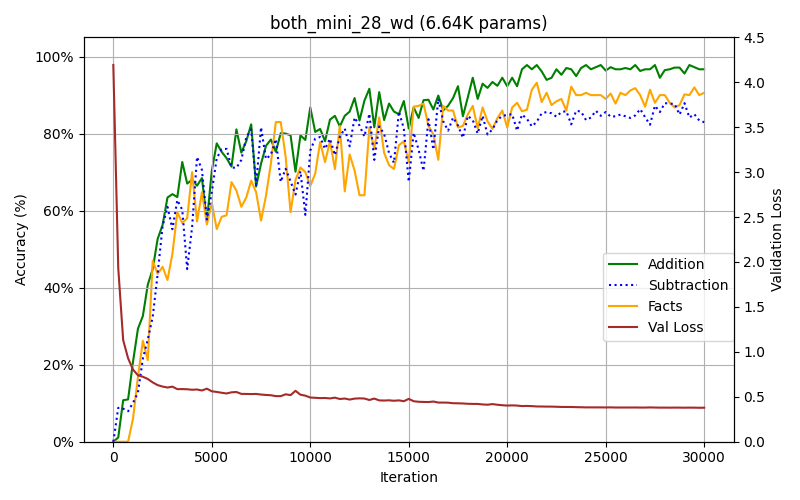 both_mini_28_wd (6.64K params)
100%
80%
60%
40%
20%
0%
Accuracy (%)
4.5
4.0
3.5
3.0
2.5
2.0
1.5
1.0
0.5
0.0
Validation Loss
Addition
Subtraction
Facts
Val Loss
0 5000 10000 15000 20000 25000 30000
Iteration